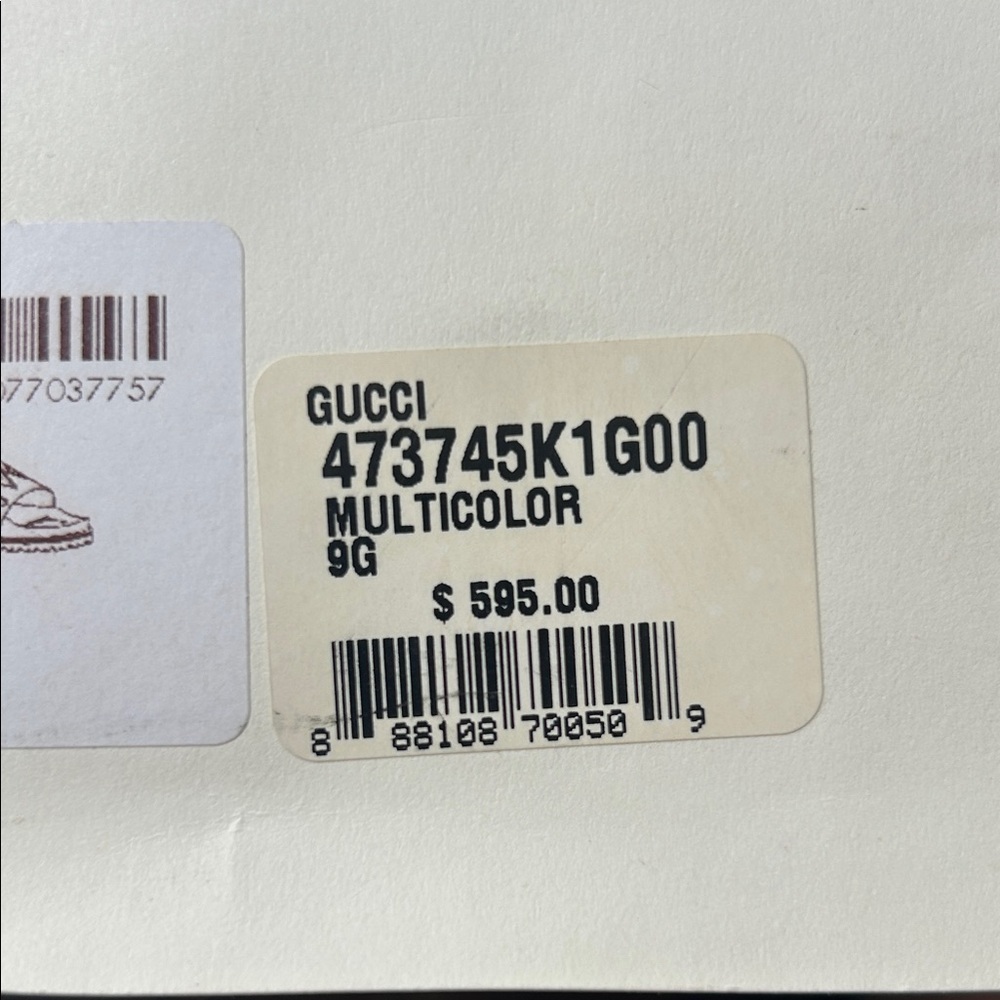 77037757
GUCCI
473745K1G00
MULTICOLOR
9G
$ 595.00
8 88108 70050 9